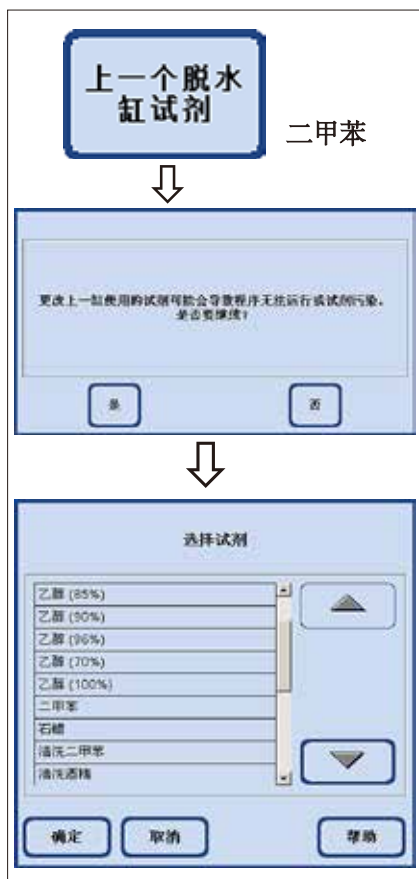 上一个脱水
缸试剂
二甲苯
更改上一缸使用的试剂可能会导致程序无法运行或试剂污染。
是否要继续?
是
否
选择试剂
乙醇 (85%)
乙醇 (90%)
乙醇 (96%)
乙醇 (70%)
乙醇 (100%)
二甲苯
石蜡
清洗二甲苯
清洗酒精
确定
取消
帮助